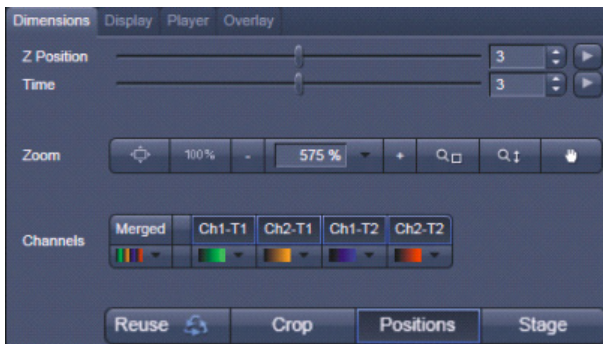 Dimensions Display Player Overlay
Z Position 3
Time 3
Zoom 100% - 575 % +
Merged Ch1-T1 Ch2-T1 Ch1-T2 Ch2-T2
Channels
Reuse Crop Positions Stage